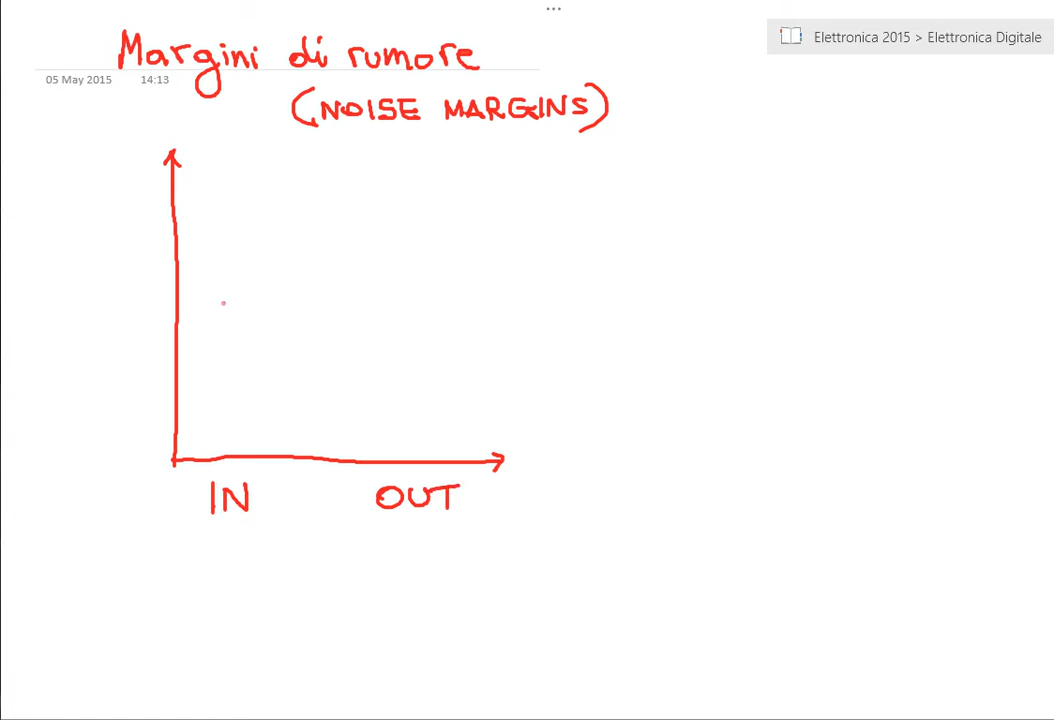 Elettronica 2015 > Elettronica Digitale
Margini di rumore
05 May 2015 14:13
(NOISE MARGINS)
IN OUT